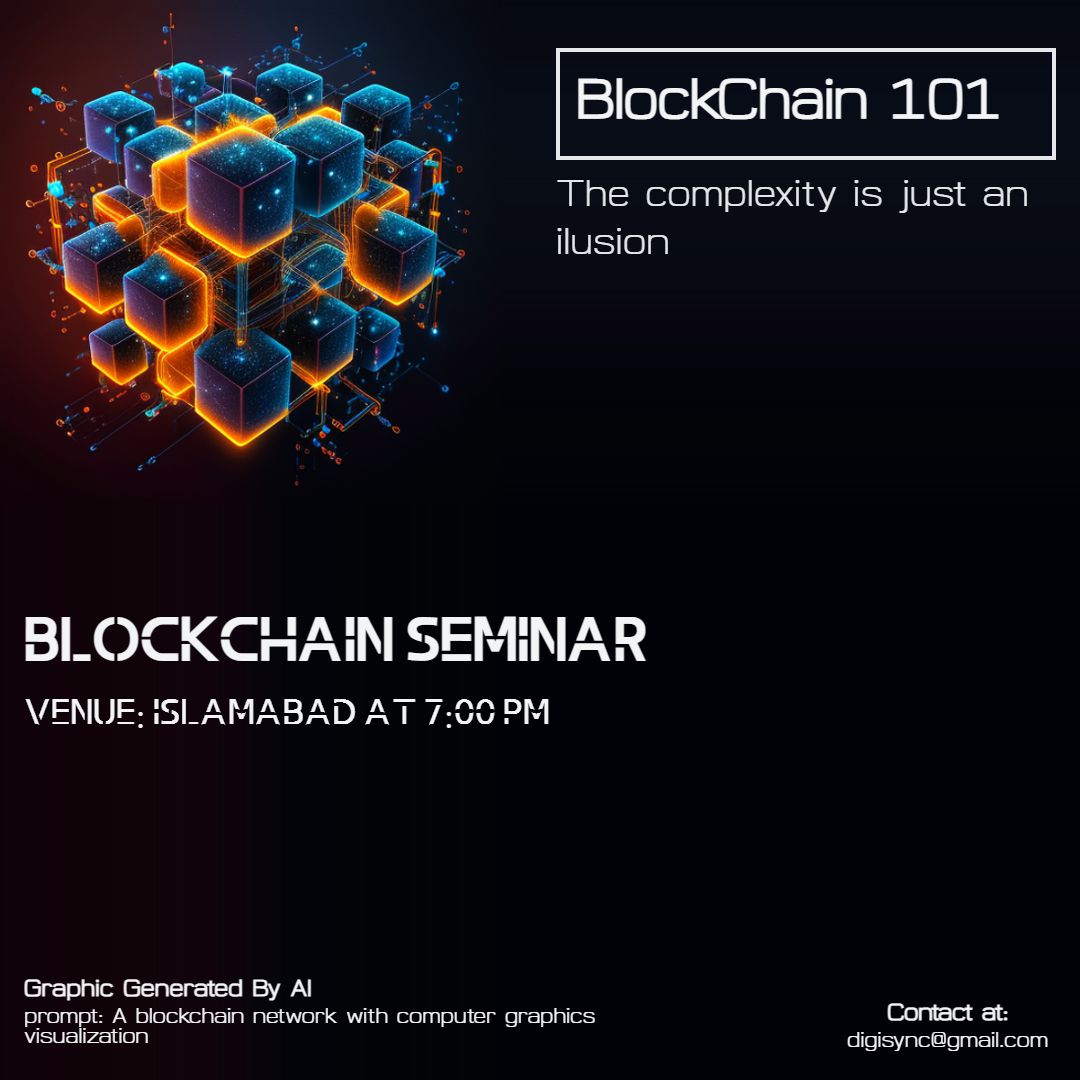 BlockChain 101
The complexity is just an
ilusion
BLOCKCHAIN SEMINAR
VENUE: ISLAMABAD AT 7:00 PM
Graphic Generated By AI
prompt: A blockchain network with computer graphics
visualization
Contact at:
digisync@gmail.com